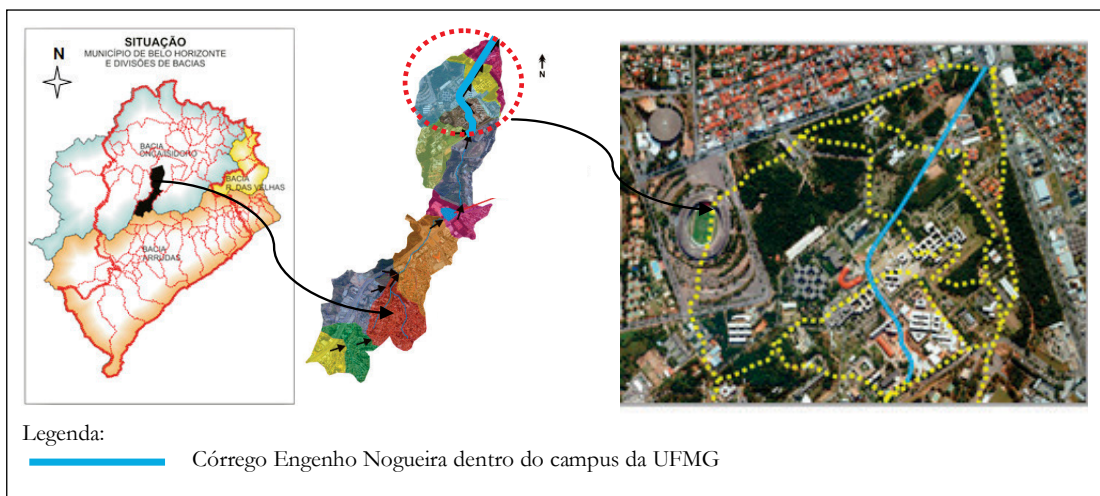 SITUAÇÃO
MUNICÍPIO DE BELO HORIZONTE
E DIVISÕES DE BACIAS
N
BACIA
ONÇA/ISIDORO
BACIA
R. DAS VELHAS
BACIA
ARRUDAS
N
Legenda:
Córrego Engenho Nogueira dentro do campus da UFMG